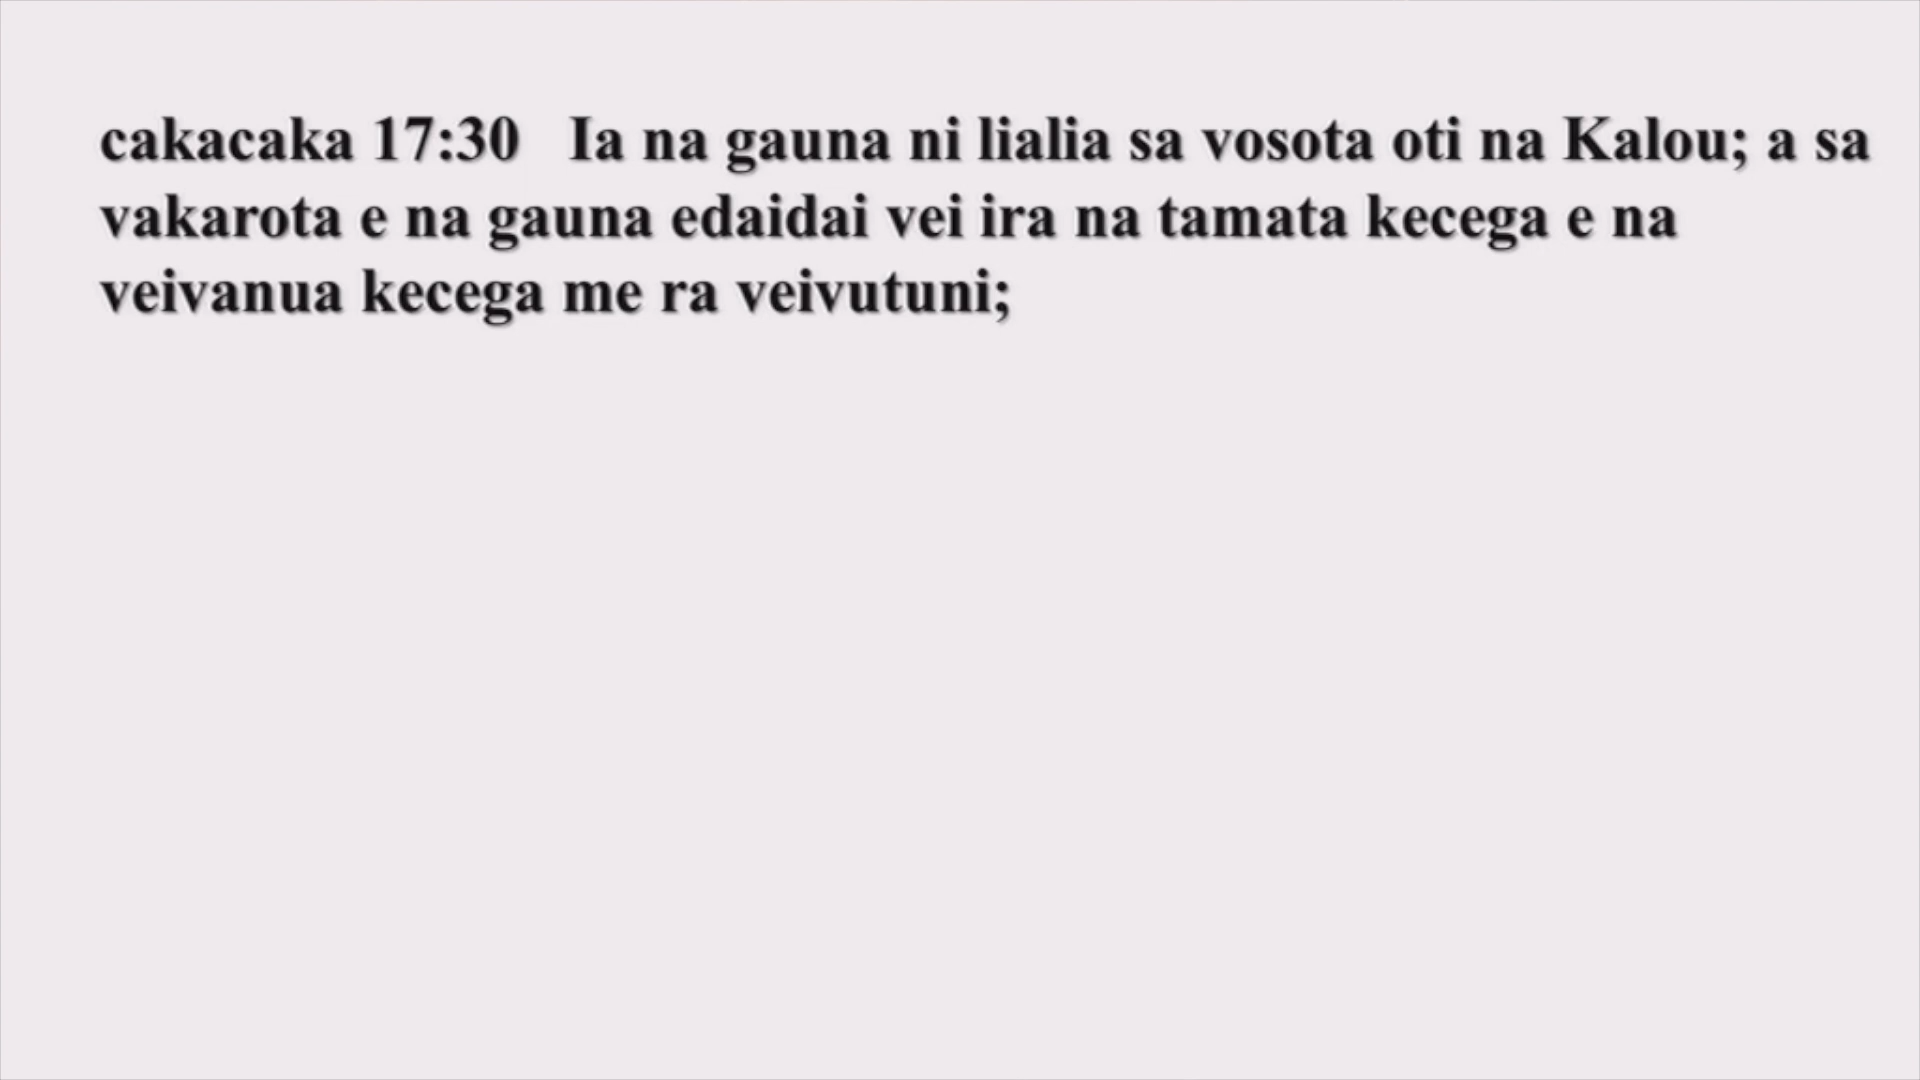 cakacaka 17:30 Ia na gauna ni lialia sa vosota oti na Kalou; a sa
vakarota e na gauna edaidai vei ira na tamata kecega e na
veivanua kecega me ra veivutuni;